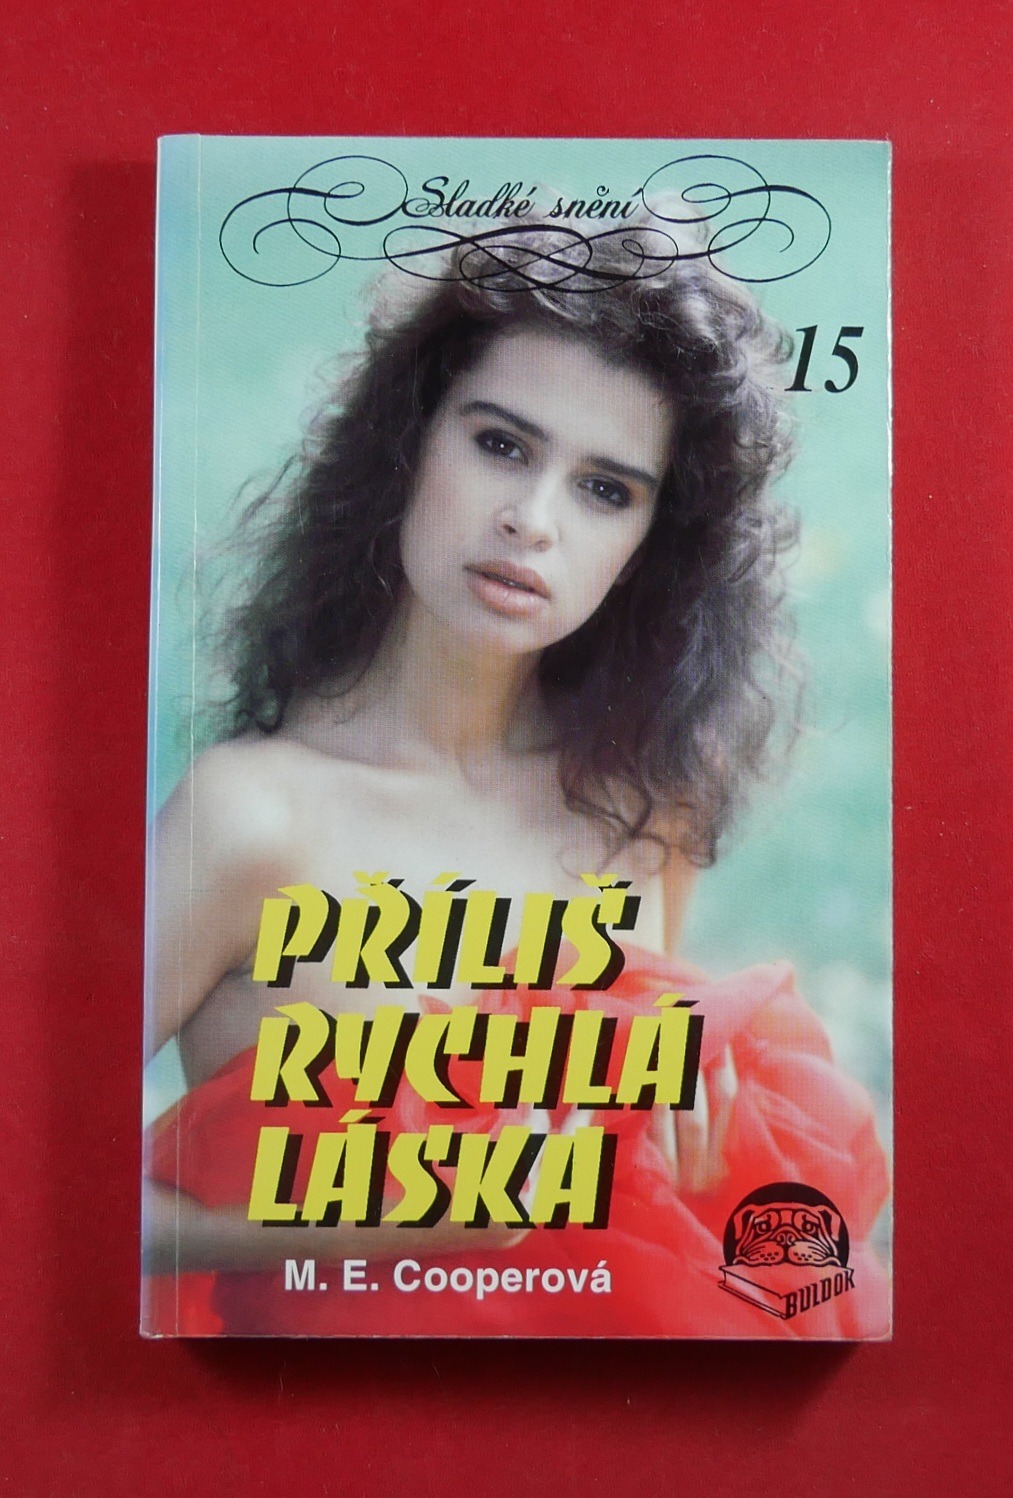 Sladké snění
15
PŘÍLIŠ
RYCHLÁ
LÁSKA
M. E. Cooperová
BULDOK